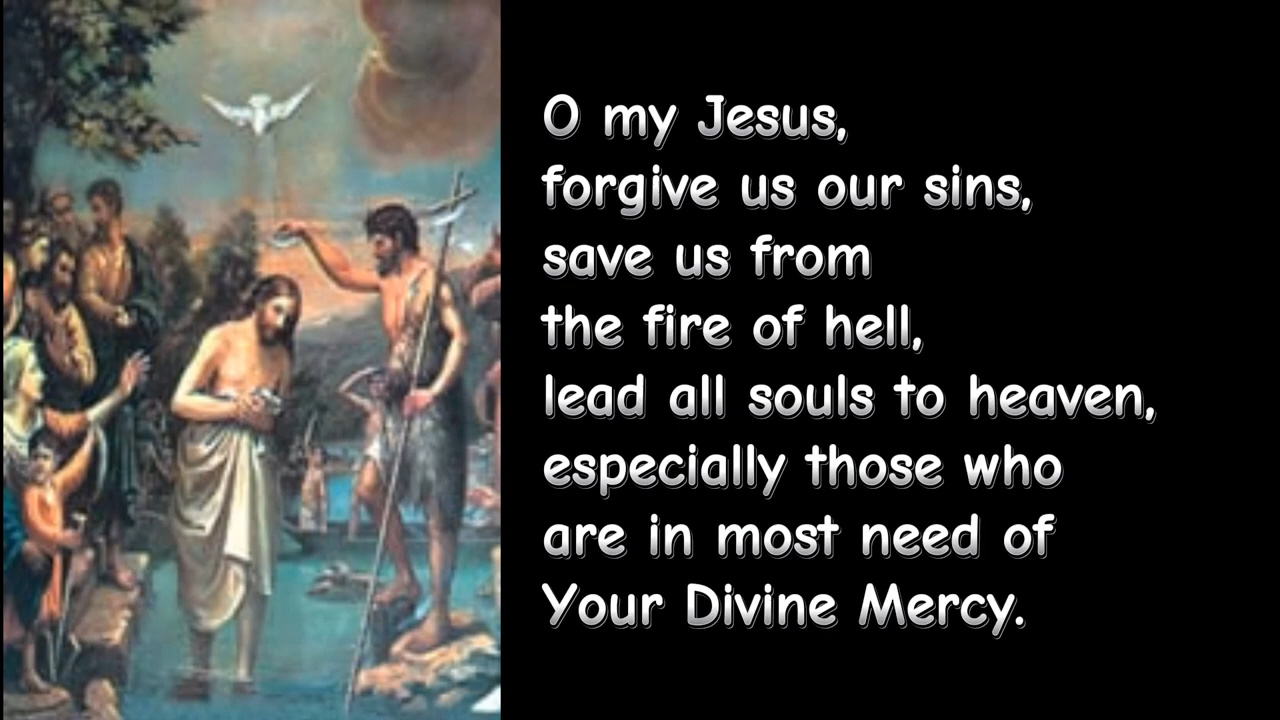 O my Jesus,
forgive us our sins,
save us from
the fire of hell,
lead all souls to heaven,
especially those who
are in most need of
Your Divine Mercy.